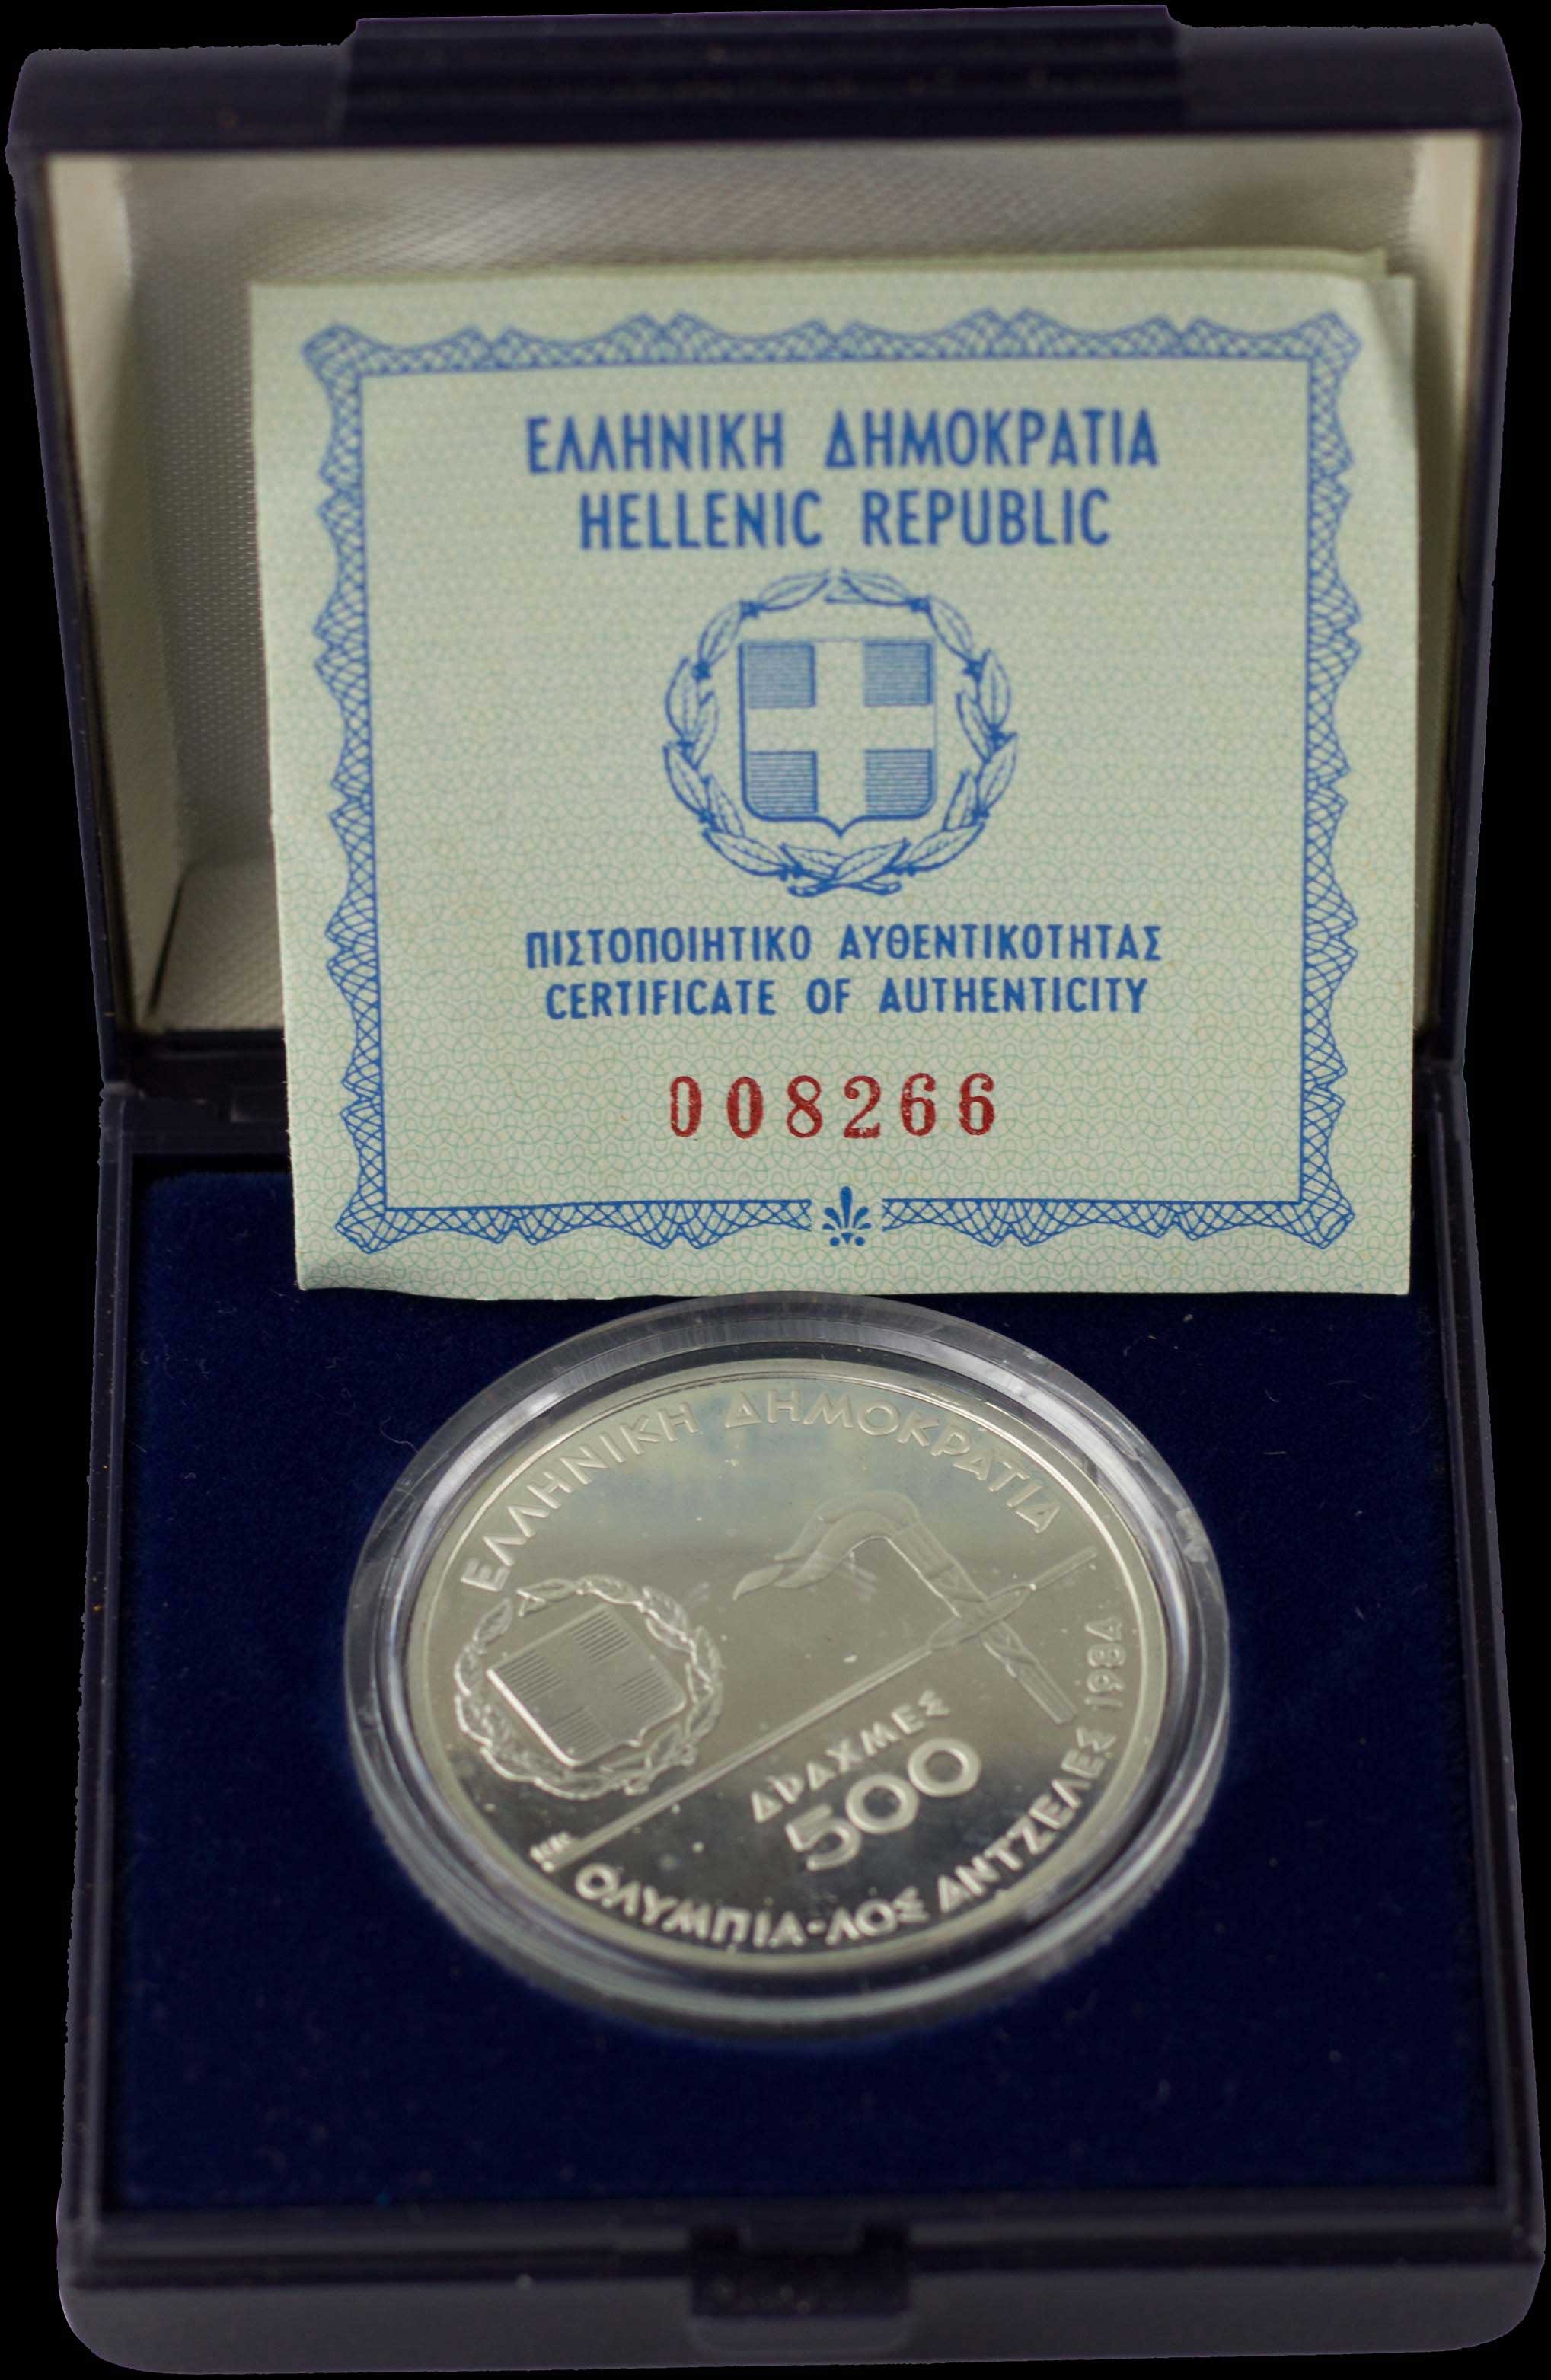 ΕΛΛΗΝΙΚΗ ΔΗΜΟΚΡΑΤΙΑ
HELLENIC REPUBLIC
ΠΙΣΤΟΠΟΙΗΤΙΚΟ ΑΥΘΕΝΤΙΚΟΤΗΤΑΣ
CERTIFICATE OF AUTHENTICITY
008266
ΕΛΛΗΝΙΚΗ ΔΗΜΟΚΡΑΤΙΑ
ΔΡΑΧΜΕΣ
500
ΟΛΥΜΠΙΑ-ΛΟΣ ΑΝΤΖΕΛΕΣ 1984